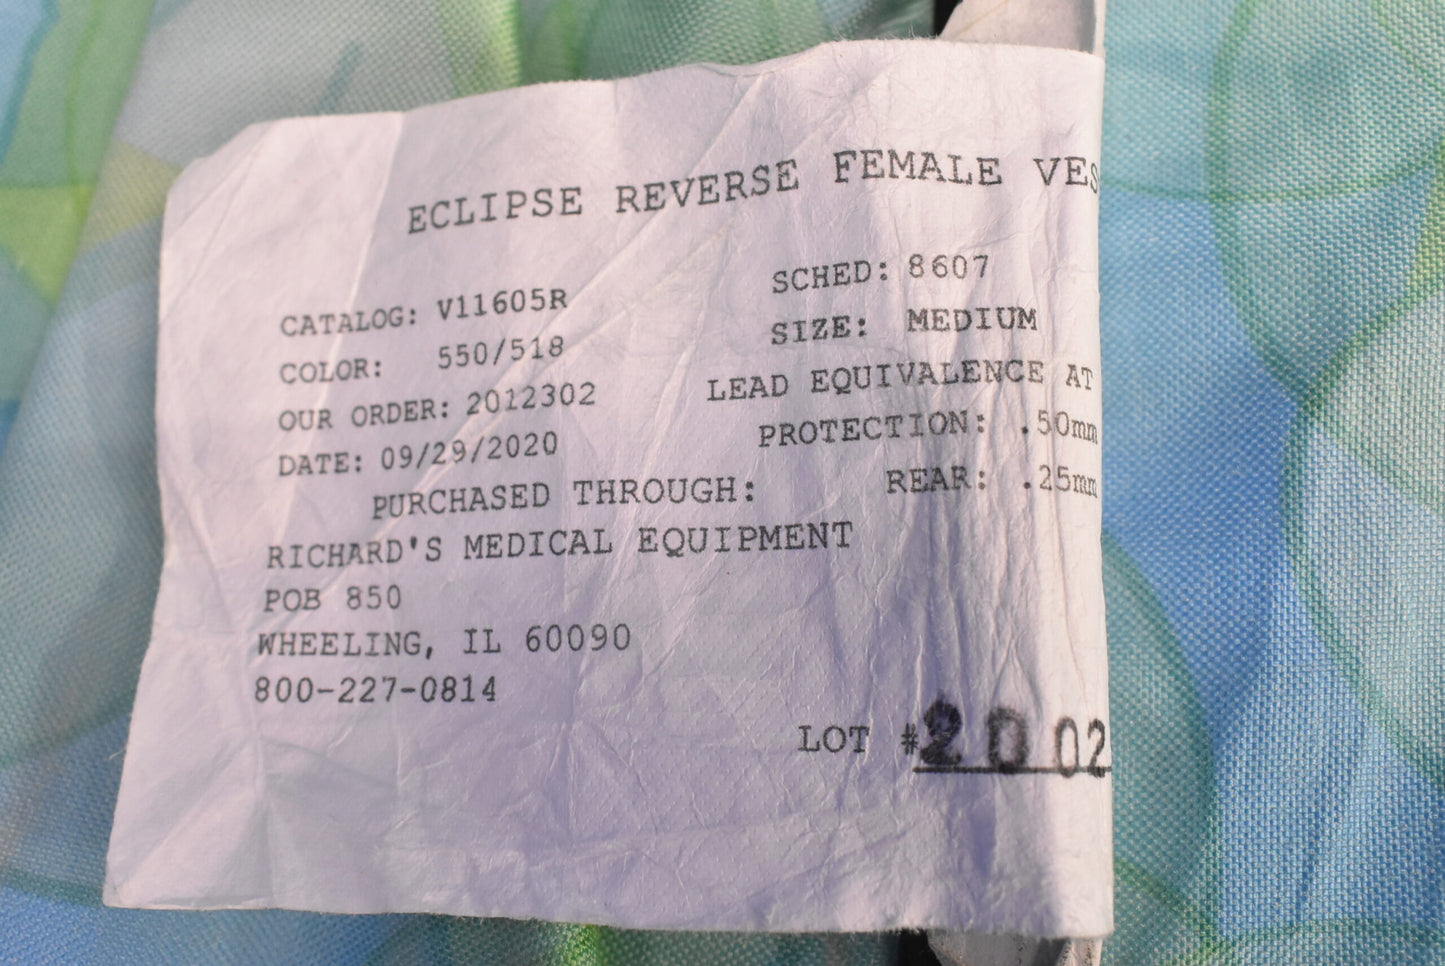 ECLIPSE REVERSE FEMALE VES
CATALOG: V11605R SCHED: 8607
COLOR: 550/518 SIZE: MEDIUM
OUR ORDER: 2012302 LEAD EQUIVALENCE AT
DATE: 09/29/2020 PROTECTION: .50mm
PURCHASED THROUGH: REAR: .25mm
RICHARD'S MEDICAL EQUIPMENT
POB 850
WHEELING, IL 60090
800-227-0814
LOT #2002